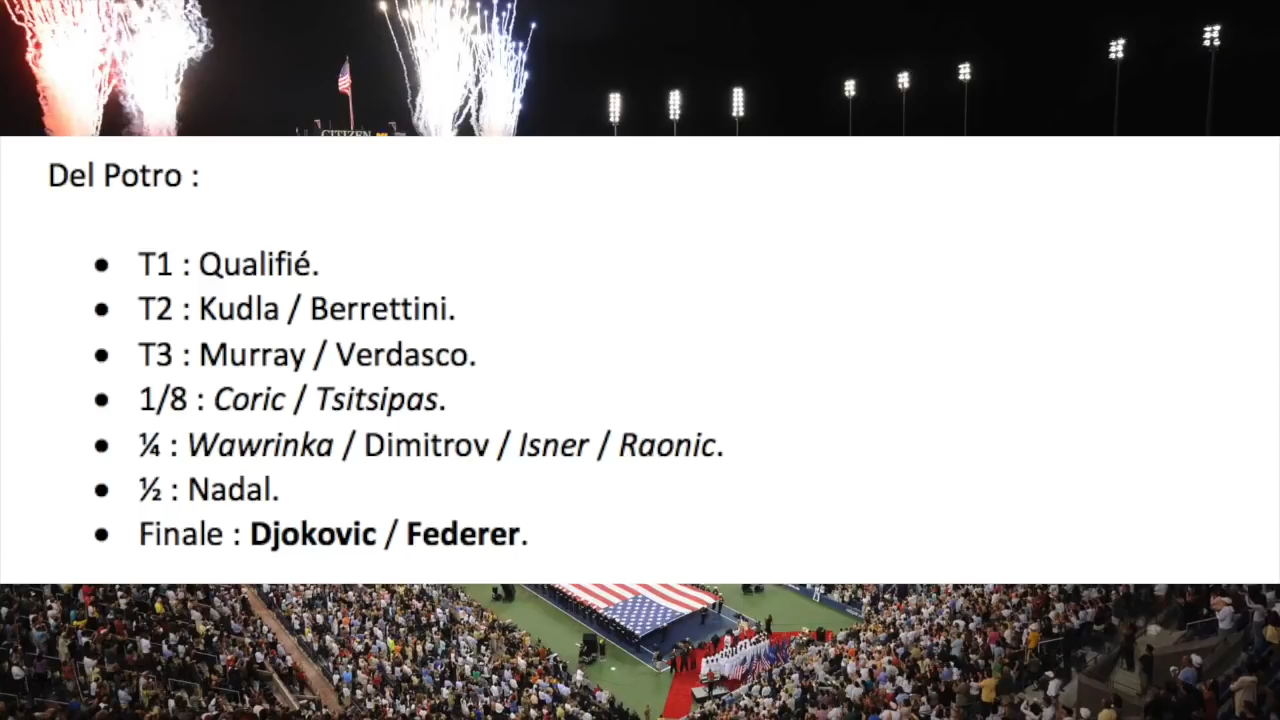 CITIZEN
Del Potro :
• T1 : Qualifié.
• T2 : Kudla / Berrettini.
• T3 : Murray / Verdasco.
• 1/8 : Coric / Tsitsipas.
• ¼ : Wawrinka / Dimitrov / Isner / Raonic.
• ½ : Nadal.
• Finale : Djokovic / Federer.